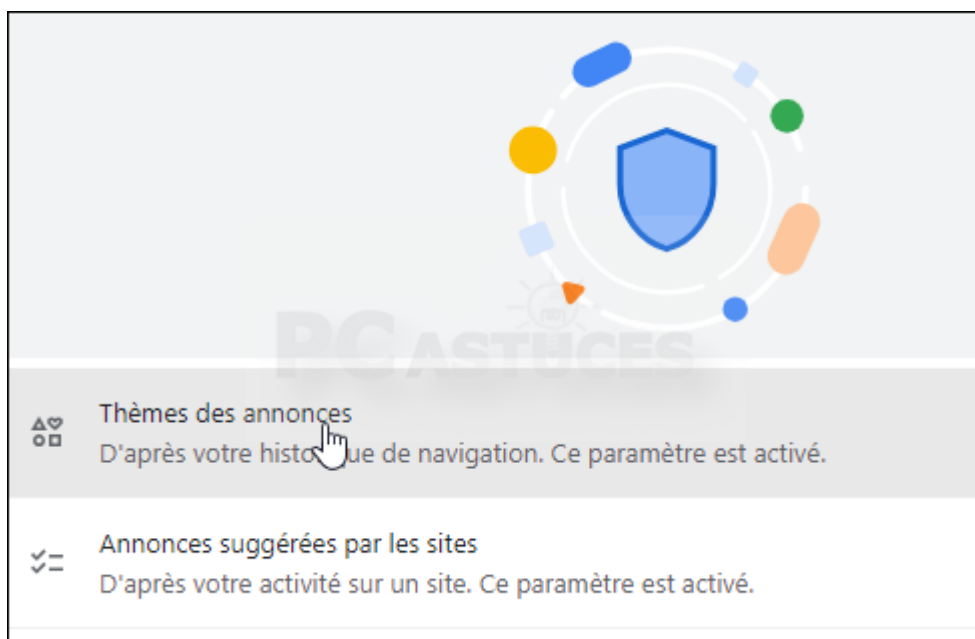 PC ASTUCES
Thèmes des annonces
D'après votre historique de navigation. Ce paramètre est activé.
Annonces suggérées par les sites
D'après votre activité sur un site. Ce paramètre est activé.